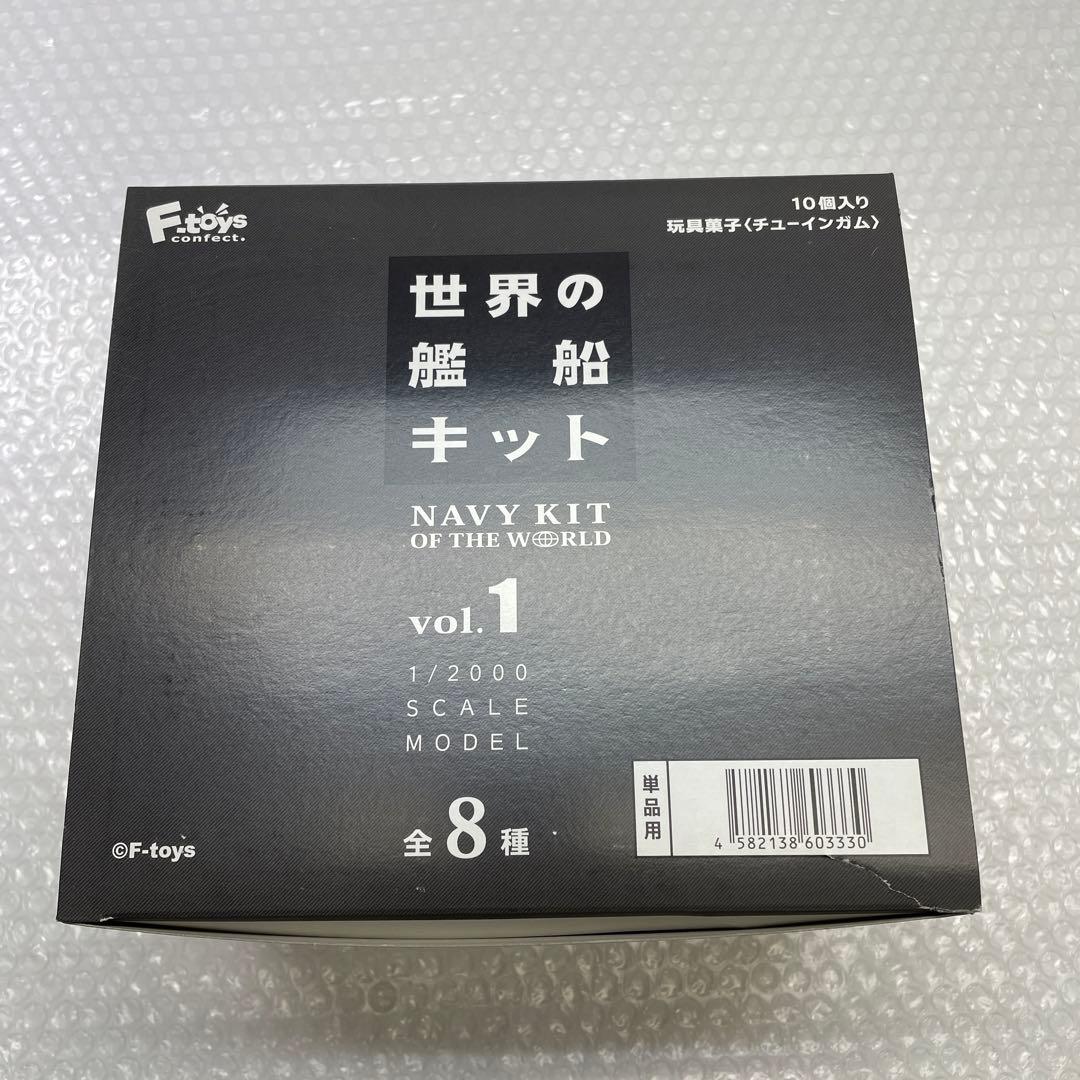 F-toys
confect.
10個入り
玩具菓子〈チューインガム〉
世界の
艦船
キット
NAVY KIT
OF THE WORLD
vol.1
1/2000
SCALE
MODEL
全8種
単品用
4 582138 603330
©F-toys